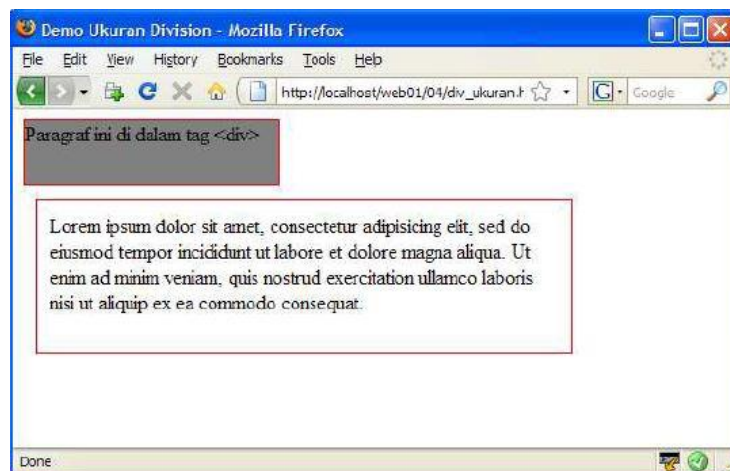 Demo Ukuran Division - Mozilla Firefox
File Edit View History Bookmarks Tools Help
http://localhost/web01/04/div_ukuran.h G Google
Paragraf ini di dalam tag <div>
Lorem ipsum dolor sit amet, consectetur adipisicing elit, sed do
eiusmod tempor incididunt ut labore et dolore magna aliqua. Ut
enim ad minim veniam, quis nostrud exercitation ullamco laboris
nisi ut aliquip ex ea commodo consequat.
Done